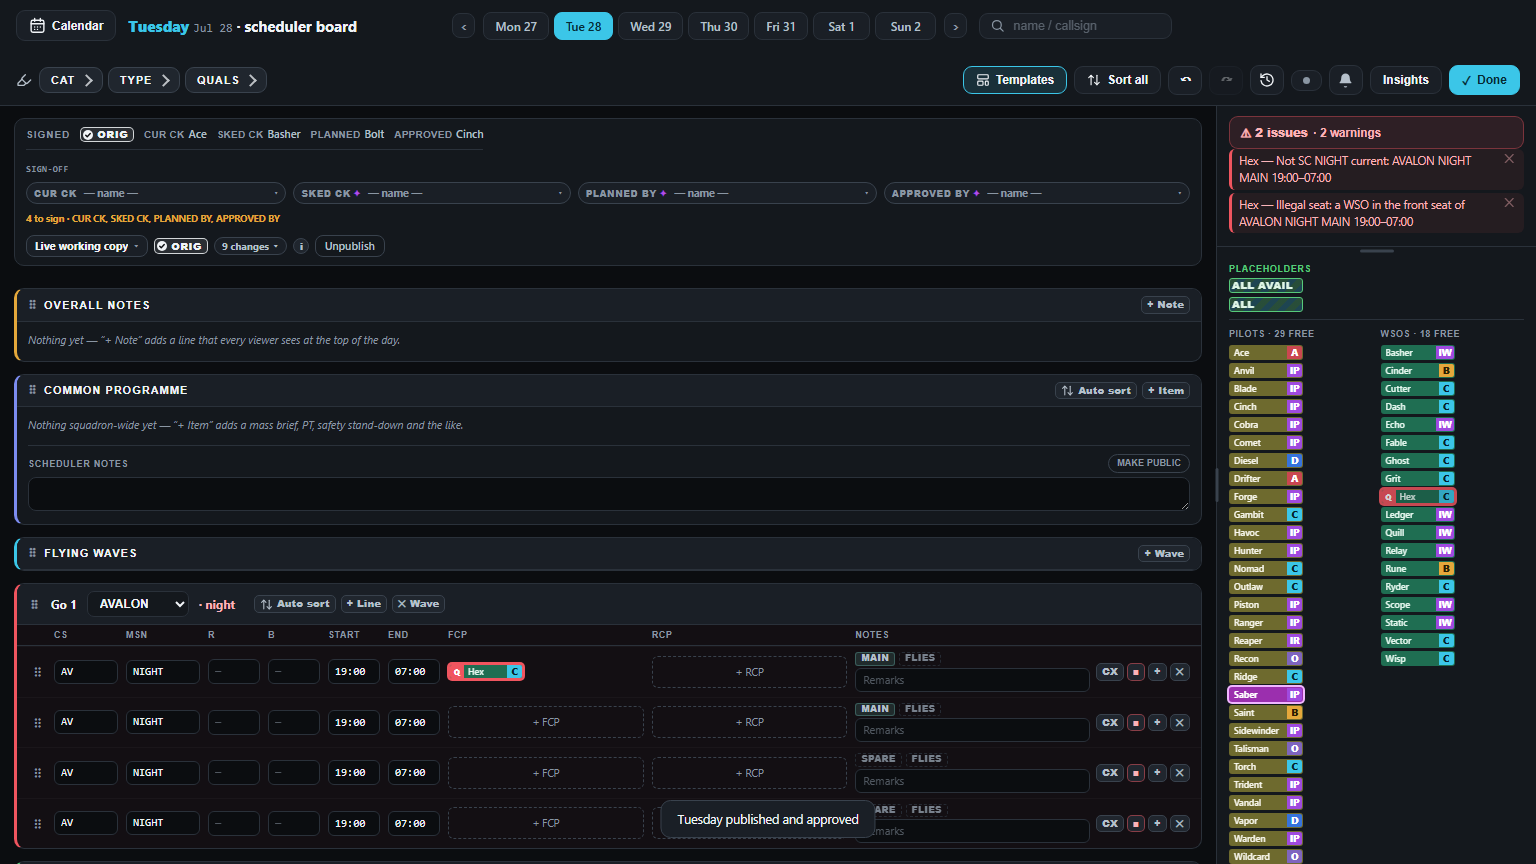 Calendar
Tuesday Jul 28 · scheduler board
‹ Mon 27 Tue 28 Wed 29 Thu 30 Fri 31 Sat 1 Sun 2 ›
name / callsign
CAT TYPE QUALS
Templates Sort all Insights ✓ Done
SIGNED ORIG CUR CK Ace SKED CK Basher PLANNED Bolt APPROVED Cinch
SIGN-OFF
CUR CK — name — SKED CK ✦ — name — PLANNED BY ✦ — name — APPROVED BY ✦ — name —
4 to sign · CUR CK, SKED CK, PLANNED BY, APPROVED BY
Live working copy ORIG 9 changes i Unpublish
OVERALL NOTES + Note
Nothing yet — "+ Note" adds a line that every viewer sees at the top of the day.
COMMON PROGRAMME Auto sort + Item
Nothing squadron-wide yet — "+ Item" adds a mass brief, PT, safety stand-down and the like.
SCHEDULER NOTES MAKE PUBLIC
FLYING WAVES + Wave
Go 1 AVALON · night Auto sort + Line ✕ Wave
CS MSN R B START END FCP RCP NOTES
AV NIGHT — — 19:00 07:00 Q Hex C + RCP MAIN FLIES Remarks CX ■ + ✕
AV NIGHT — — 19:00 07:00 + FCP + RCP MAIN FLIES Remarks CX ■ + ✕
AV NIGHT — — 19:00 07:00 + FCP + RCP SPARE FLIES Remarks CX ■ + ✕
AV NIGHT — — 19:00 07:00 + FCP FLIES CX ■ + ✕
Tuesday published and approved
⚠ 2 issues · 2 warnings
Hex — Not SC NIGHT current: AVALON NIGHT
MAIN 19:00–07:00
Hex — Illegal seat: a WSO in the front seat of
AVALON NIGHT MAIN 19:00–07:00
PLACEHOLDERS
ALL AVAIL
ALL
PILOTS · 29 FREE
Ace A
Anvil IP
Blade IP
Cinch IP
Cobra IP
Comet IP
Diesel D
Drifter A
Forge IP
Gambit C
Havoc IP
Hunter IP
Nomad C
Outlaw C
Piston IP
Ranger IP
Reaper IR
Recon O
Ridge C
Saber IP
Saint B
Sidewinder IP
Talisman O
Torch C
Trident IP
Vandal IP
Vapor D
Warden IP
Wildcard O
WSOS · 18 FREE
Basher IW
Cinder B
Cutter C
Dash C
Echo IW
Fable C
Ghost C
Grit C
Q Hex C
Ledger IW
Quill IW
Relay IW
Rune B
Ryder C
Scope IW
Static IW
Vector C
Wisp C